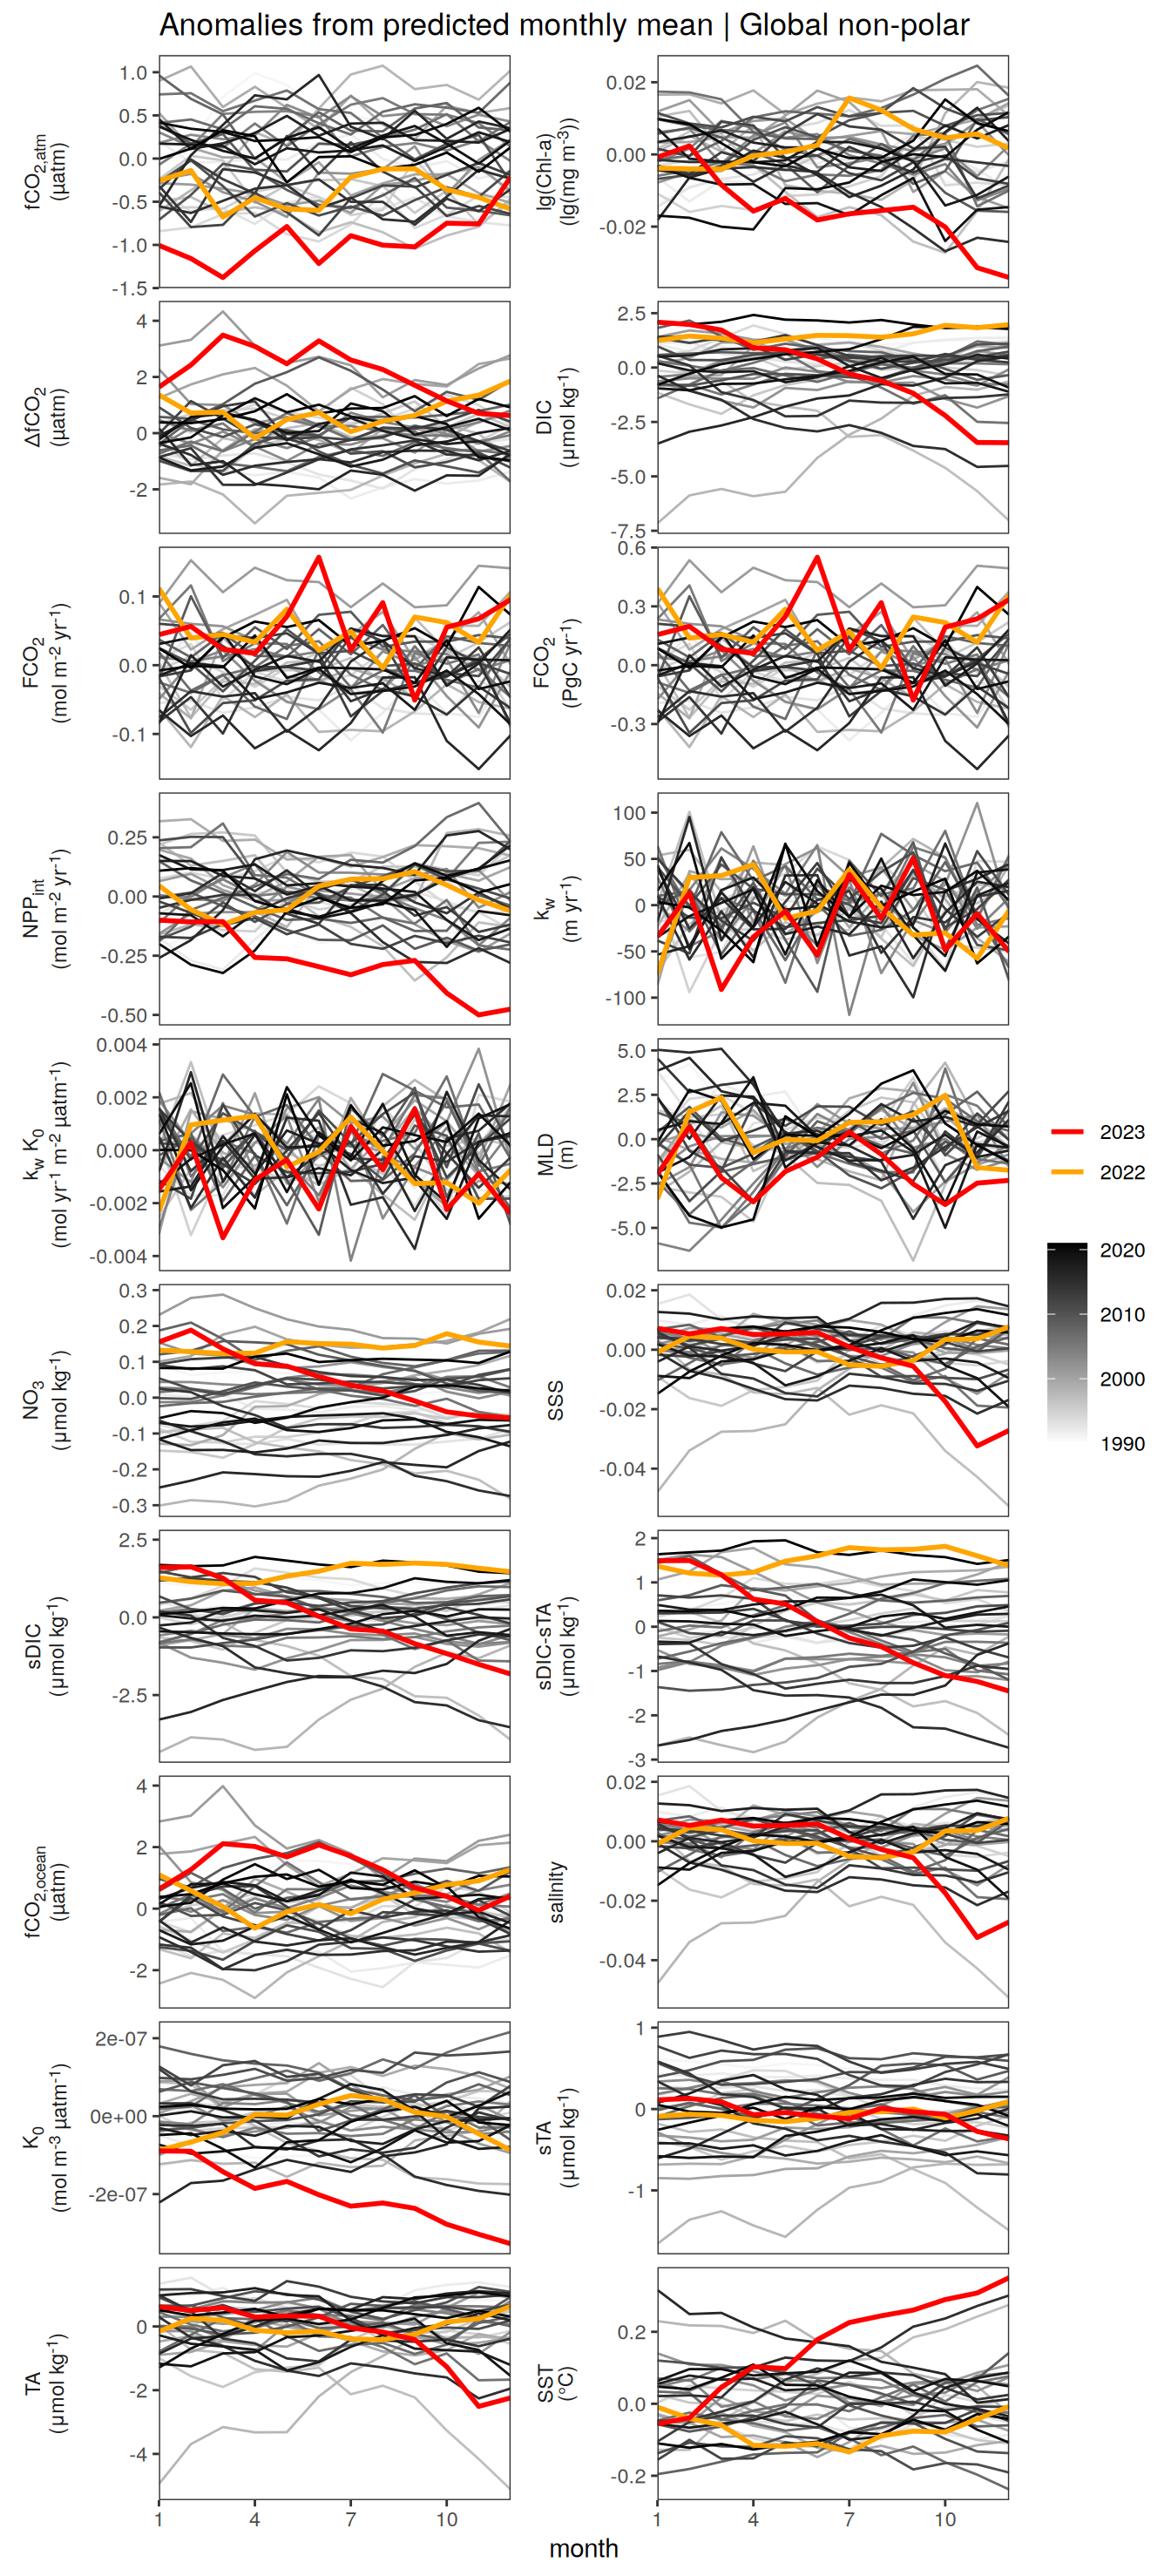 Anomalies from predicted monthly mean | Global non-polar
fCO2,atm
(µatm)
1.0
0.5
0.0
-0.5
-1.0
-1.5
lg(Chl-a)
(lg(mg m-3))
0.02
0.00
-0.02
ΔfCO2
(µatm)
4
2
0
-2
DIC
(µmol kg-1)
2.5
0.0
-2.5
-5.0
-7.5
FCO2
(mol m-2 yr-1)
0.1
0.0
-0.1
FCO2
(PgC yr-1)
0.6
0.3
0.0
-0.3
NPPint
(mol m-2 yr-1)
0.25
0.00
-0.25
-0.50
kw
(m yr-1)
100
50
0
-50
-100
kw K0
(mol yr-1 m-2 µatm-1)
0.004
0.002
0.000
-0.002
-0.004
MLD
(m)
5.0
2.5
0.0
-2.5
-5.0
NO3
(µmol kg-1)
0.3
0.2
0.1
0.0
-0.1
-0.2
-0.3
SSS
0.02
0.00
-0.02
-0.04
sDIC
(µmol kg-1)
2.5
0.0
-2.5
sDIC-sTA
(µmol kg-1)
2
1
0
-1
-2
-3
fCO2,ocean
(µatm)
4
2
0
-2
salinity
0.02
0.00
-0.02
-0.04
K0
(mol m-3 µatm-1)
2e-07
0e+00
-2e-07
sTA
(µmol kg-1)
1
0
-1
TA
(µmol kg-1)
0
-2
-4
SST
(°C)
0.2
0.0
-0.2
1 4 7 10
1 4 7 10
month
2023
2022
2020
2010
2000
1990